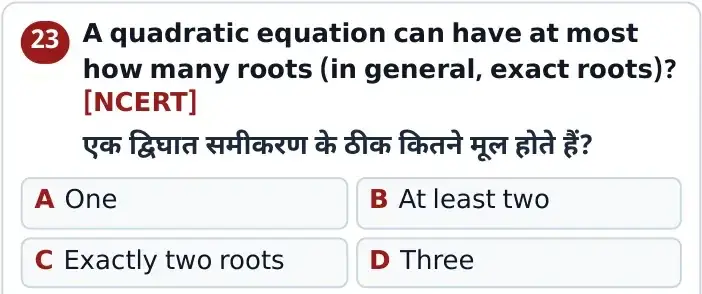 23 A quadratic equation can have at most
how many roots (in general, exact roots)?
[NCERT]
एक द्विघात समीकरण के ठीक कितने मूल होते हैं?
A One
B At least two
C Exactly two roots
D Three